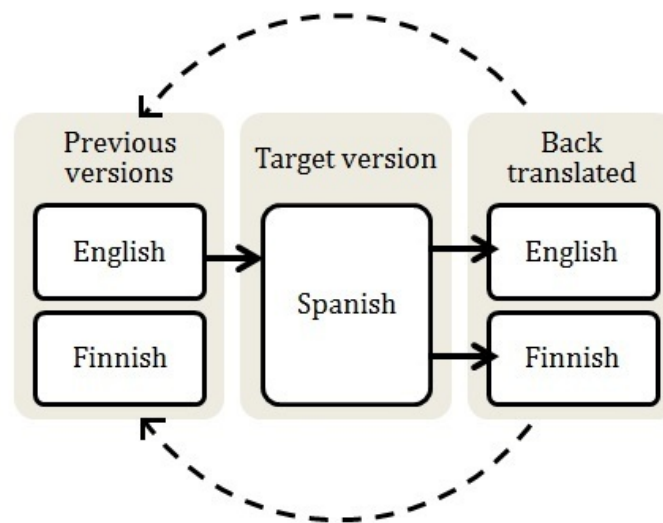 Previous
versions
English
Finnish
Target version
Spanish
Back
translated
English
Finnish